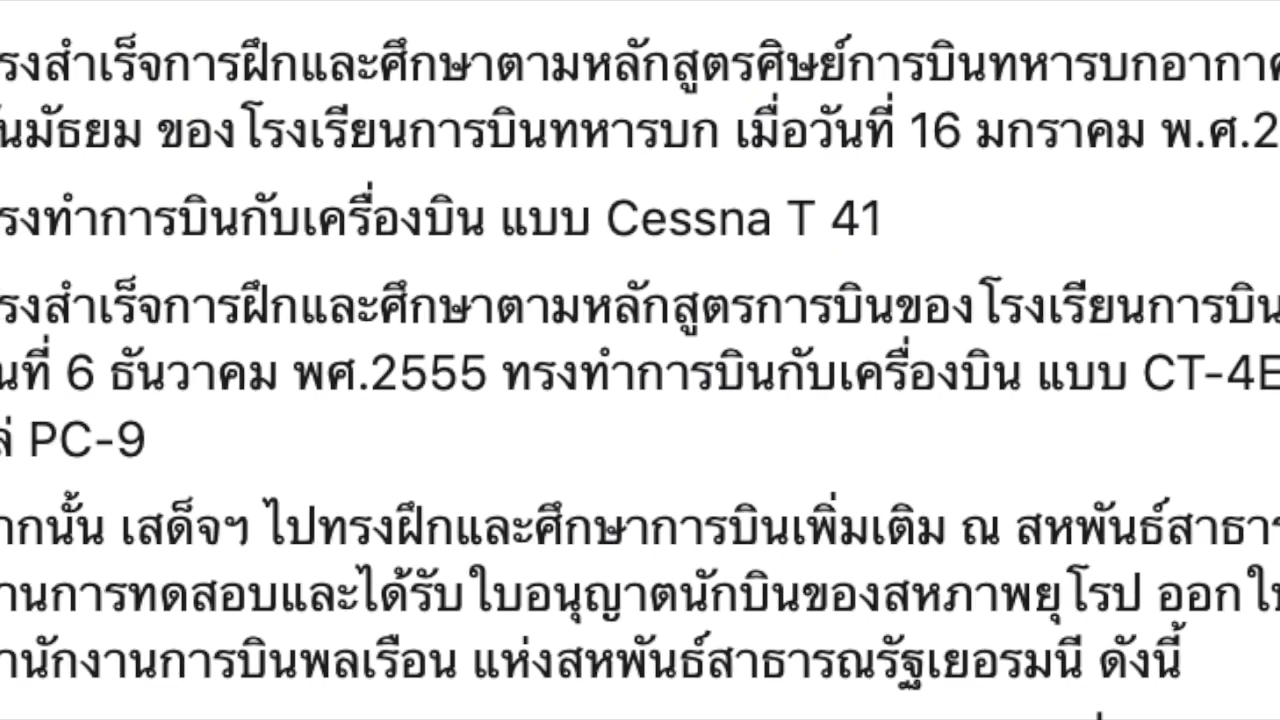 รงสำเร็จการฝึกและศึกษาตามหลักสูตรศิษย์การบินทหารบกอากาศ
ันมัธยม ของโรงเรียนการบินทหารบก เมื่อวันที่ 16 มกราคม พ.ศ.2
รงทำการบินกับเครื่องบิน แบบ Cessna T 41
รงสำเร็จการฝึกและศึกษาตามหลักสูตรการบินของโรงเรียนการบิน
นที่ 6 ธันวาคม พศ.2555 ทรงทำการบินกับเครื่องบิน แบบ CT-4E
ล่ PC-9
ากนั้น เสด็จฯ ไปทรงฝึกและศึกษาการบินเพิ่มเติม ณ สหพันธ์สาธาร
านการทดสอบและได้รับใบอนุญาตนักบินของสหภาพยุโรป ออกใ
านักงานการบินพลเรือน แห่งสหพันธ์สาธารณรัฐเยอรมนี ดังนี้